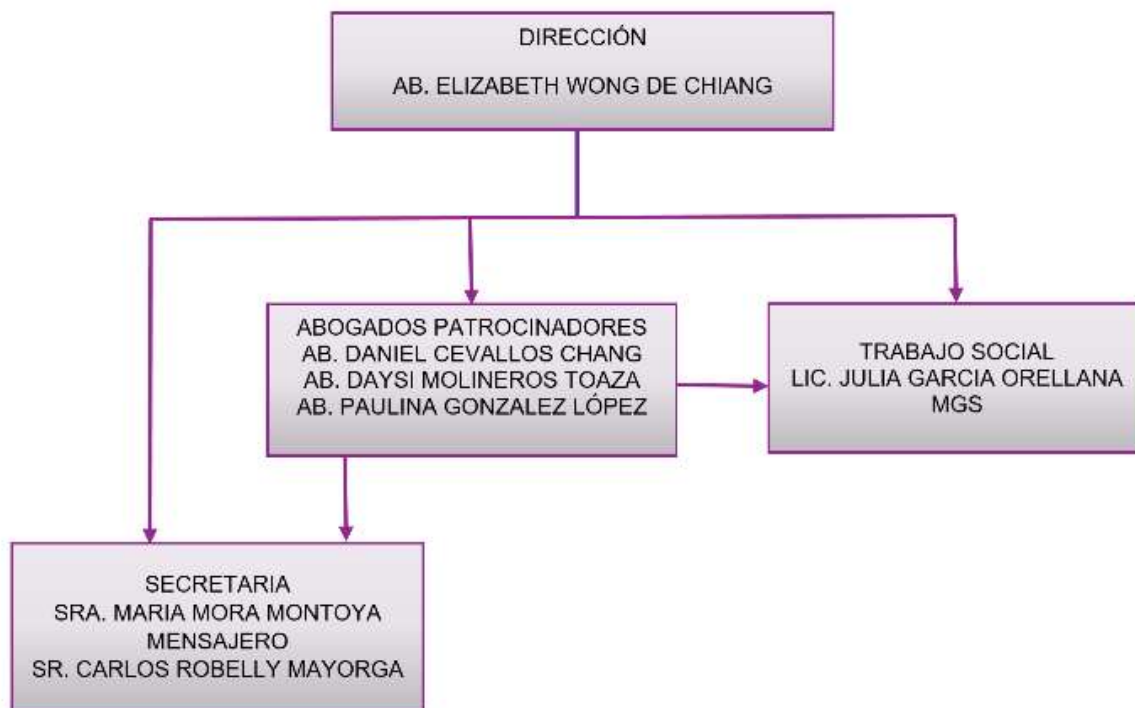 DIRECCIÓN
AB. ELIZABETH WONG DE CHIANG
ABOGADOS PATROCINADORES
AB. DANIEL CEVALLOS CHANG
AB. DAYSI MOLINEROS TOAZA
AB. PAULINA GONZALEZ LÓPEZ
TRABAJO SOCIAL
LIC. JULIA GARCIA ORELLANA
MGS
SECRETARIA
SRA. MARIA MORA MONTOYA
MENSAJERO
SR. CARLOS ROBELLY MAYORGA